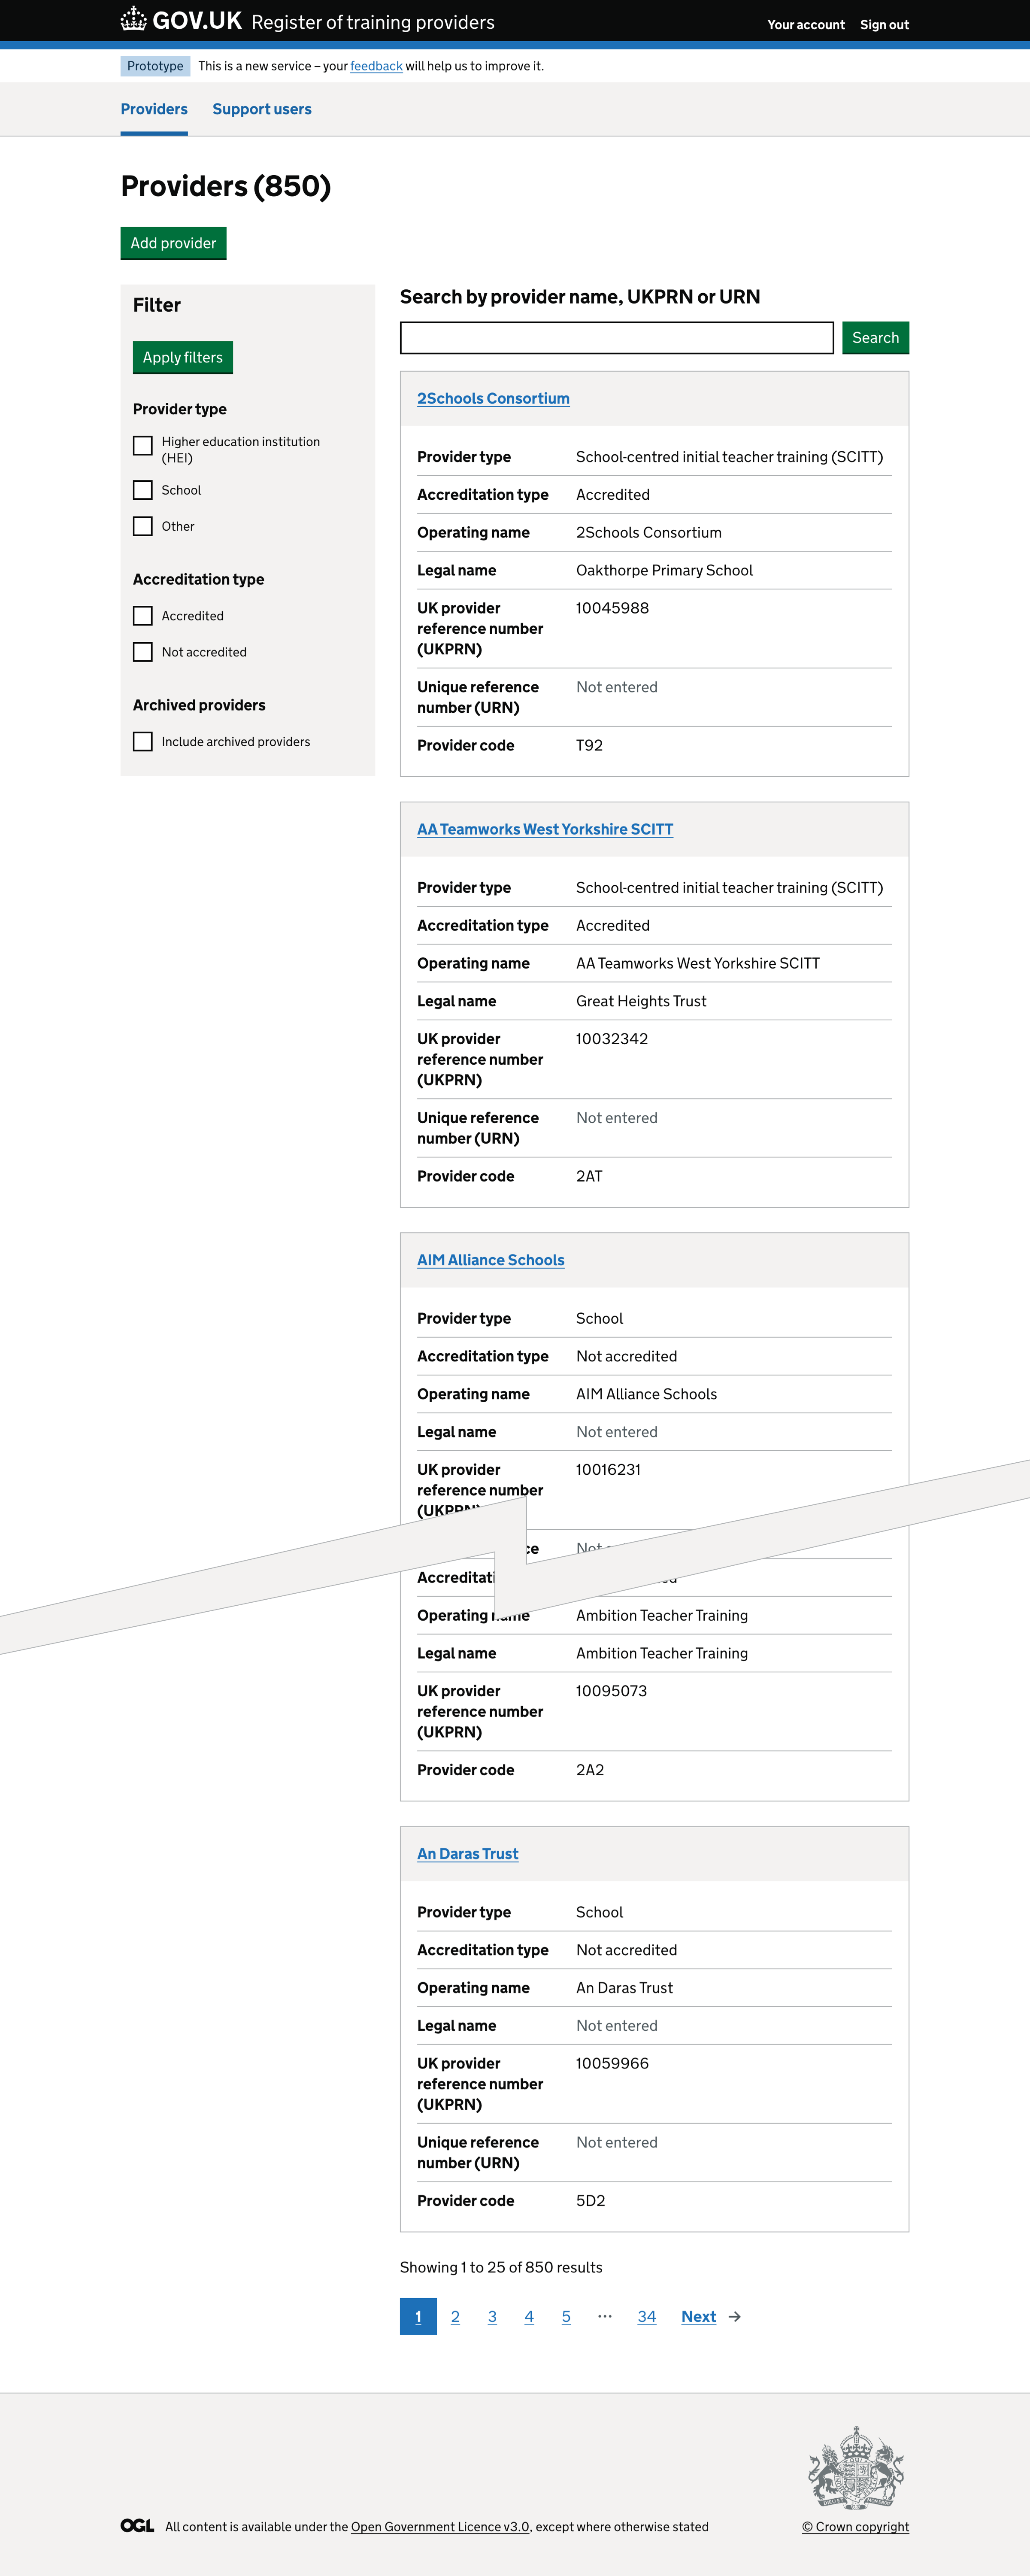 GOV.UK Register of training providers Your account Sign out
Prototype This is a new service – your feedback will help us to improve it.
Providers Support users
Providers (850)
Add provider
Filter
Apply filters
Provider type
Higher education institution
(HEI)
School
Other
Accreditation type
Accredited
Not accredited
Archived providers
Include archived providers
Search by provider name, UKPRN or URN
Search
2Schools Consortium
Provider type School-centred initial teacher training (SCITT)
Accreditation type Accredited
Operating name 2Schools Consortium
Legal name Oakthorpe Primary School
UK provider 10045988
reference number
(UKPRN)
Unique reference Not entered
number (URN)
Provider code T92
AA Teamworks West Yorkshire SCITT
Provider type School-centred initial teacher training (SCITT)
Accreditation type Accredited
Operating name AA Teamworks West Yorkshire SCITT
Legal name Great Heights Trust
UK provider 10032342
reference number
(UKPRN)
Unique reference Not entered
number (URN)
Provider code 2AT
AIM Alliance Schools
Provider type School
Accreditation type Not accredited
Operating name AIM Alliance Schools
Legal name Not entered
UK provider 10016231
reference number
(UKPRN)
Operating name Ambition Teacher Training
Legal name Ambition Teacher Training
UK provider 10095073
reference number
(UKPRN)
Provider code 2A2
An Daras Trust
Provider type School
Accreditation type Not accredited
Operating name An Daras Trust
Legal name Not entered
UK provider 10059966
reference number
(UKPRN)
Unique reference Not entered
number (URN)
Provider code 5D2
Showing 1 to 25 of 850 results
1 2 3 4 5 ⋯ 34 Next →
OGL All content is available under the Open Government Licence v3.0, except where otherwise stated © Crown copyright